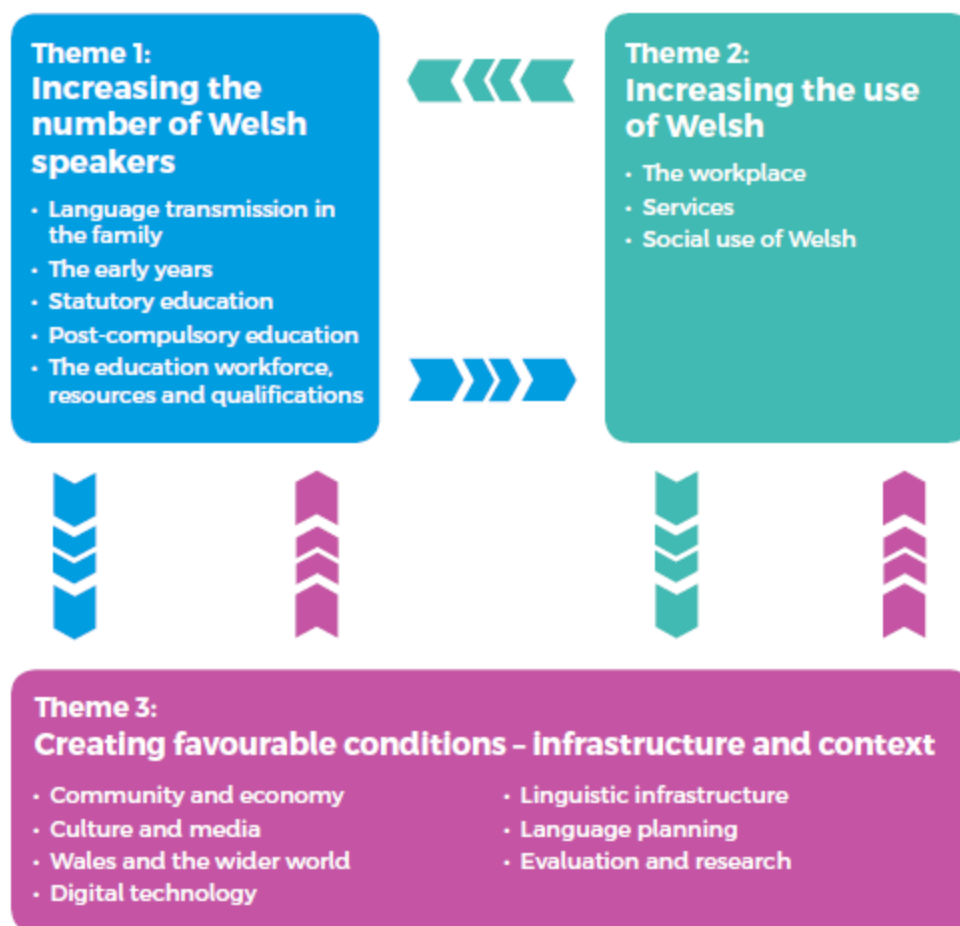 Theme 1:
Increasing the
number of Welsh
speakers
• Language transmission in
the family
• The early years
• Statutory education
• Post-compulsory education
• The education workforce,
resources and qualifications
Theme 2:
Increasing the use
of Welsh
• The workplace
• Services
• Social use of Welsh
Theme 3:
Creating favourable conditions – infrastructure and context
• Community and economy
• Culture and media
• Wales and the wider world
• Digital technology
• Linguistic infrastructure
• Language planning
• Evaluation and research